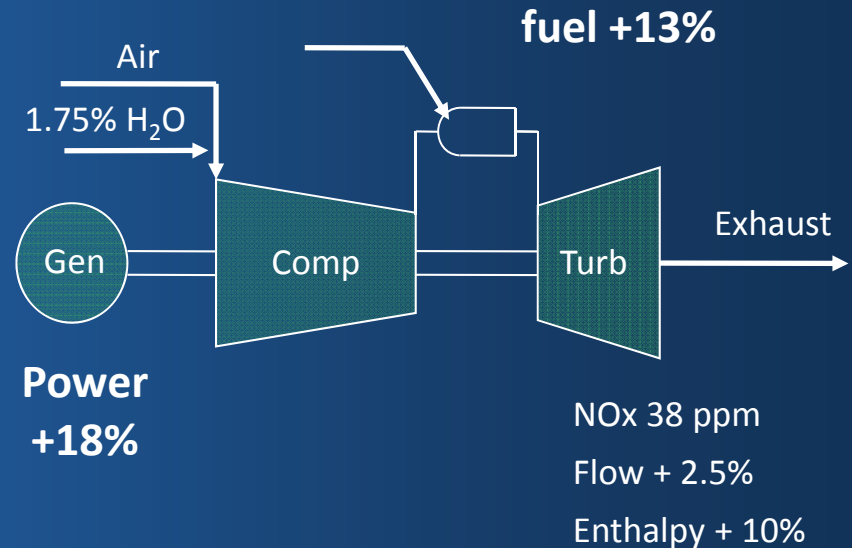 fuel +13%
Air
1.75% H₂O
Exhaust
Gen
Comp
Turb
Power
+18%
NOx 38 ppm
Flow + 2.5%
Enthalpy + 10%